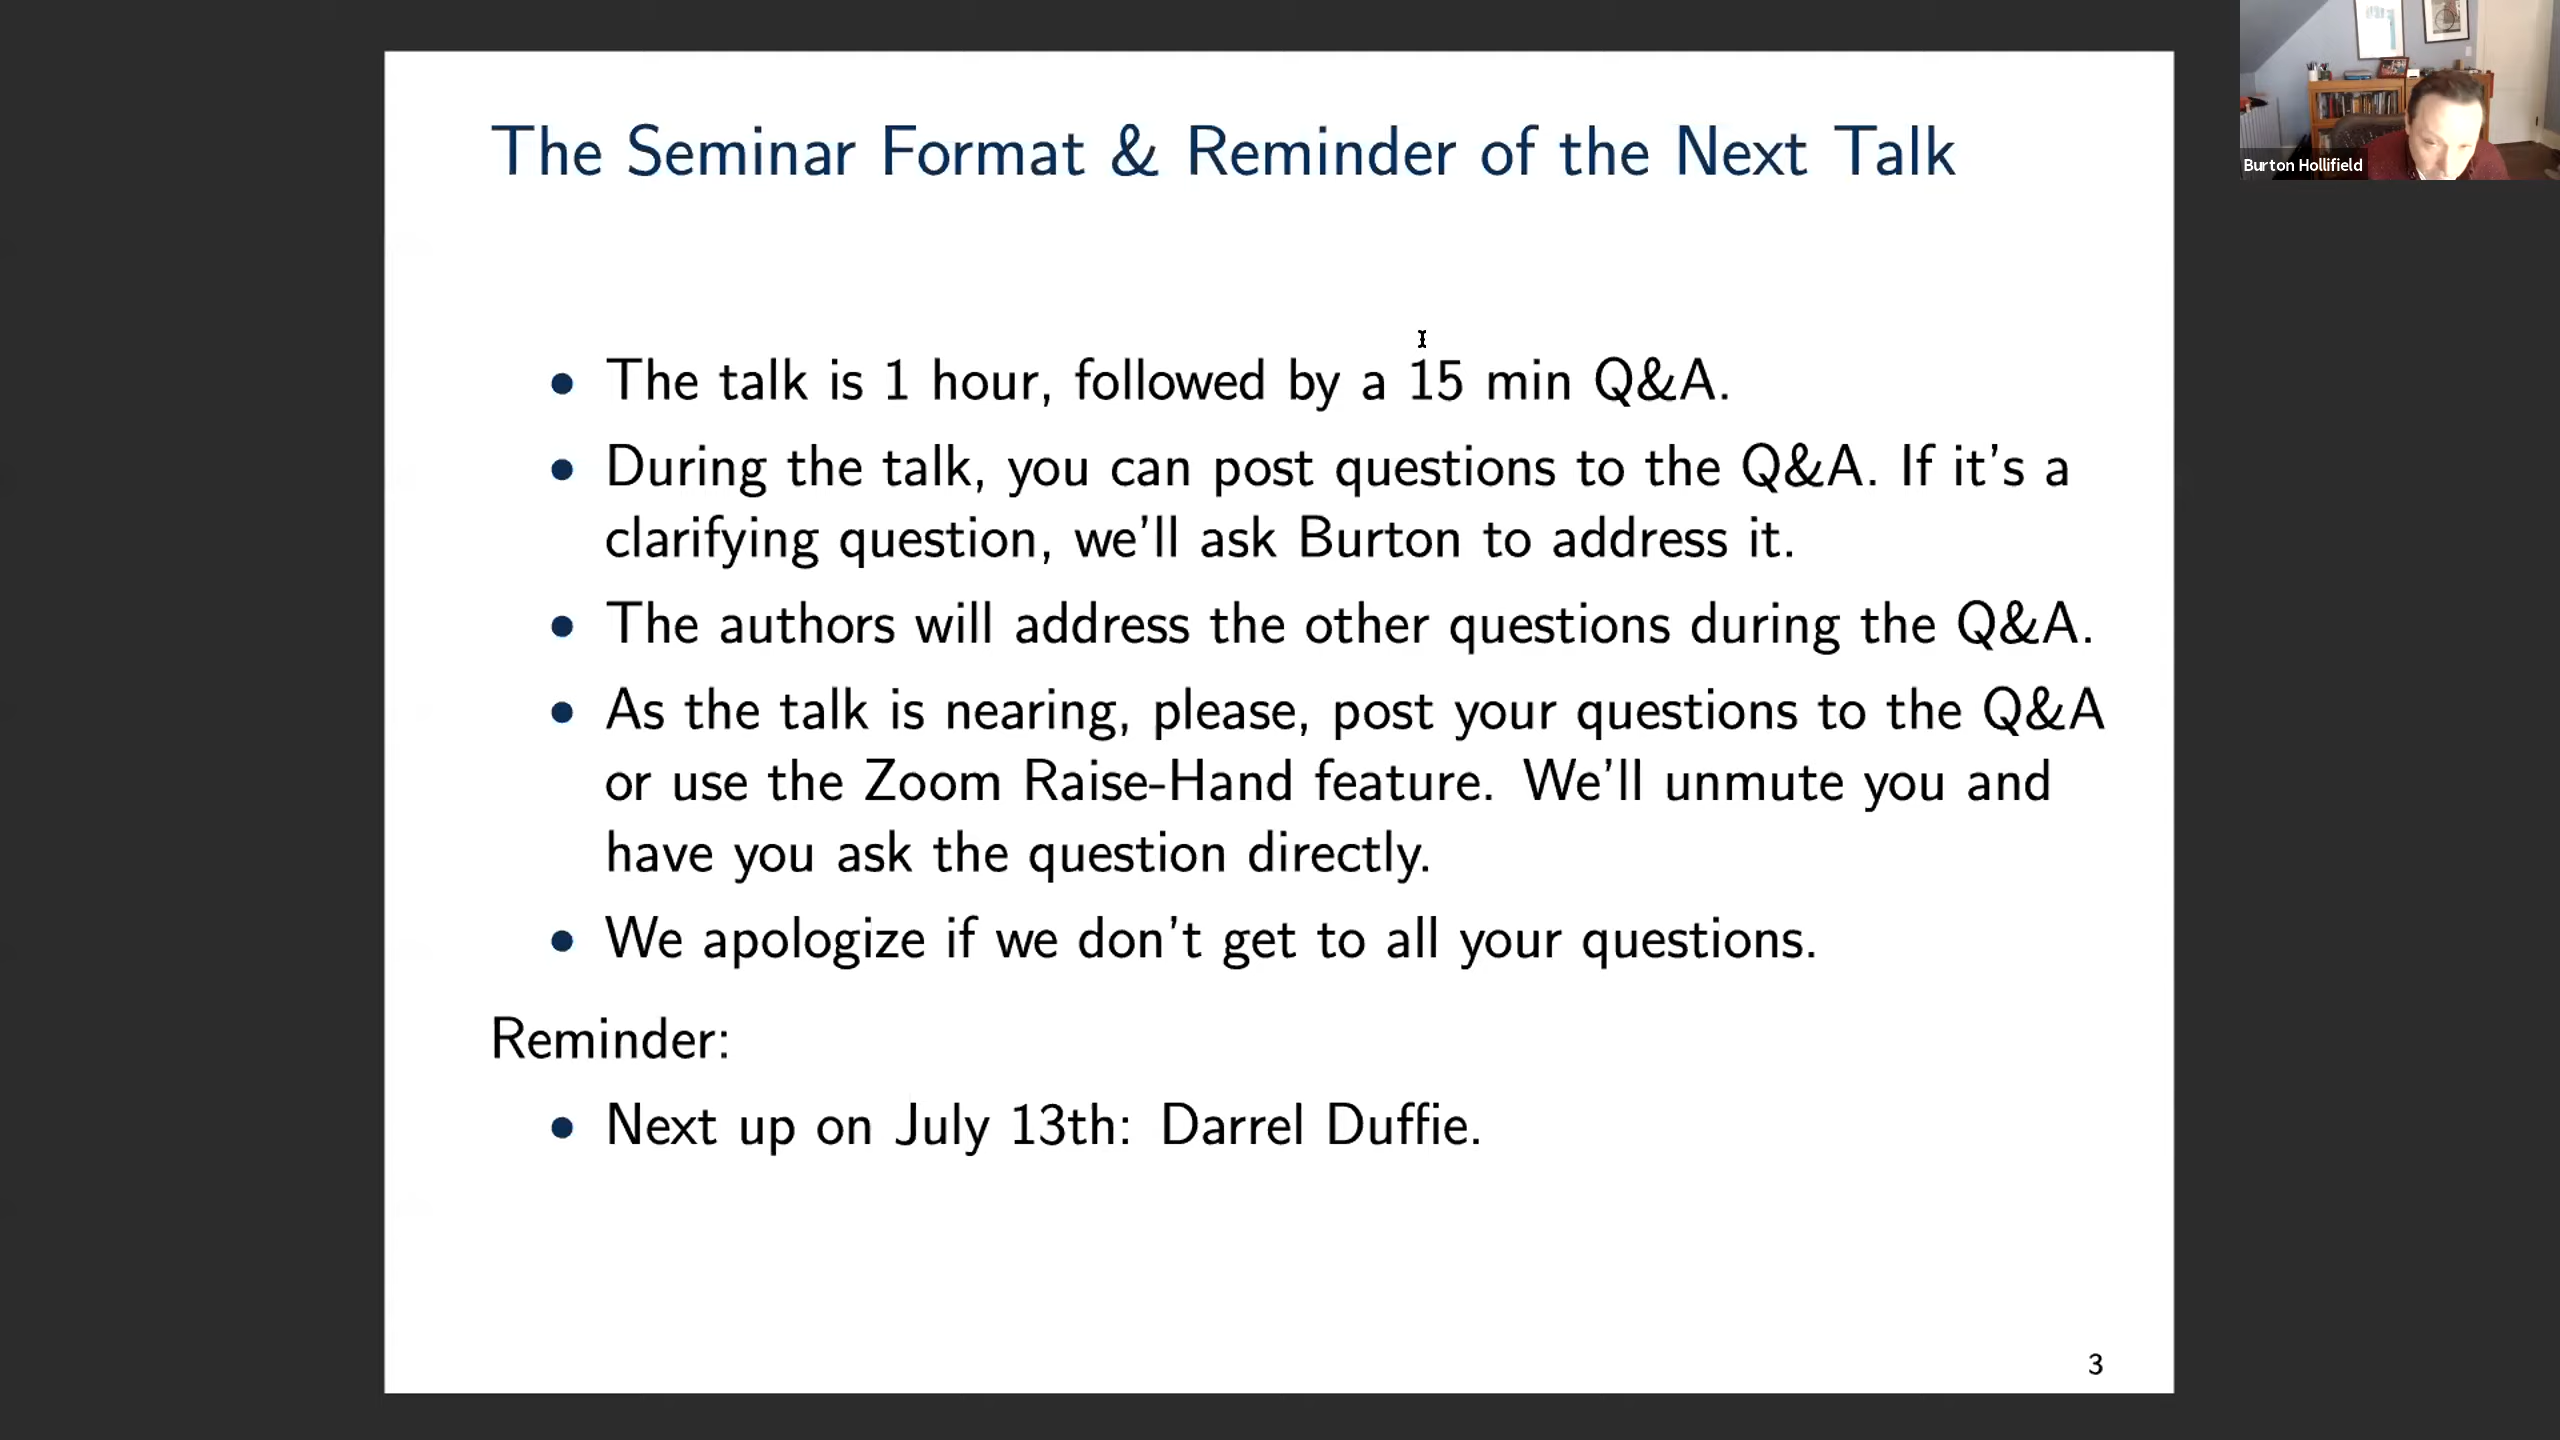 The Seminar Format & Reminder of the Next Talk
Burton Hollifield
• The talk is 1 hour, followed by a 15 min Q&A.
• During the talk, you can post questions to the Q&A. If it's a
clarifying question, we'll ask Burton to address it.
• The authors will address the other questions during the Q&A.
• As the talk is nearing, please, post your questions to the Q&A
or use the Zoom Raise-Hand feature. We'll unmute you and
have you ask the question directly.
• We apologize if we don't get to all your questions.
Reminder:
• Next up on July 13th: Darrel Duffie.
3